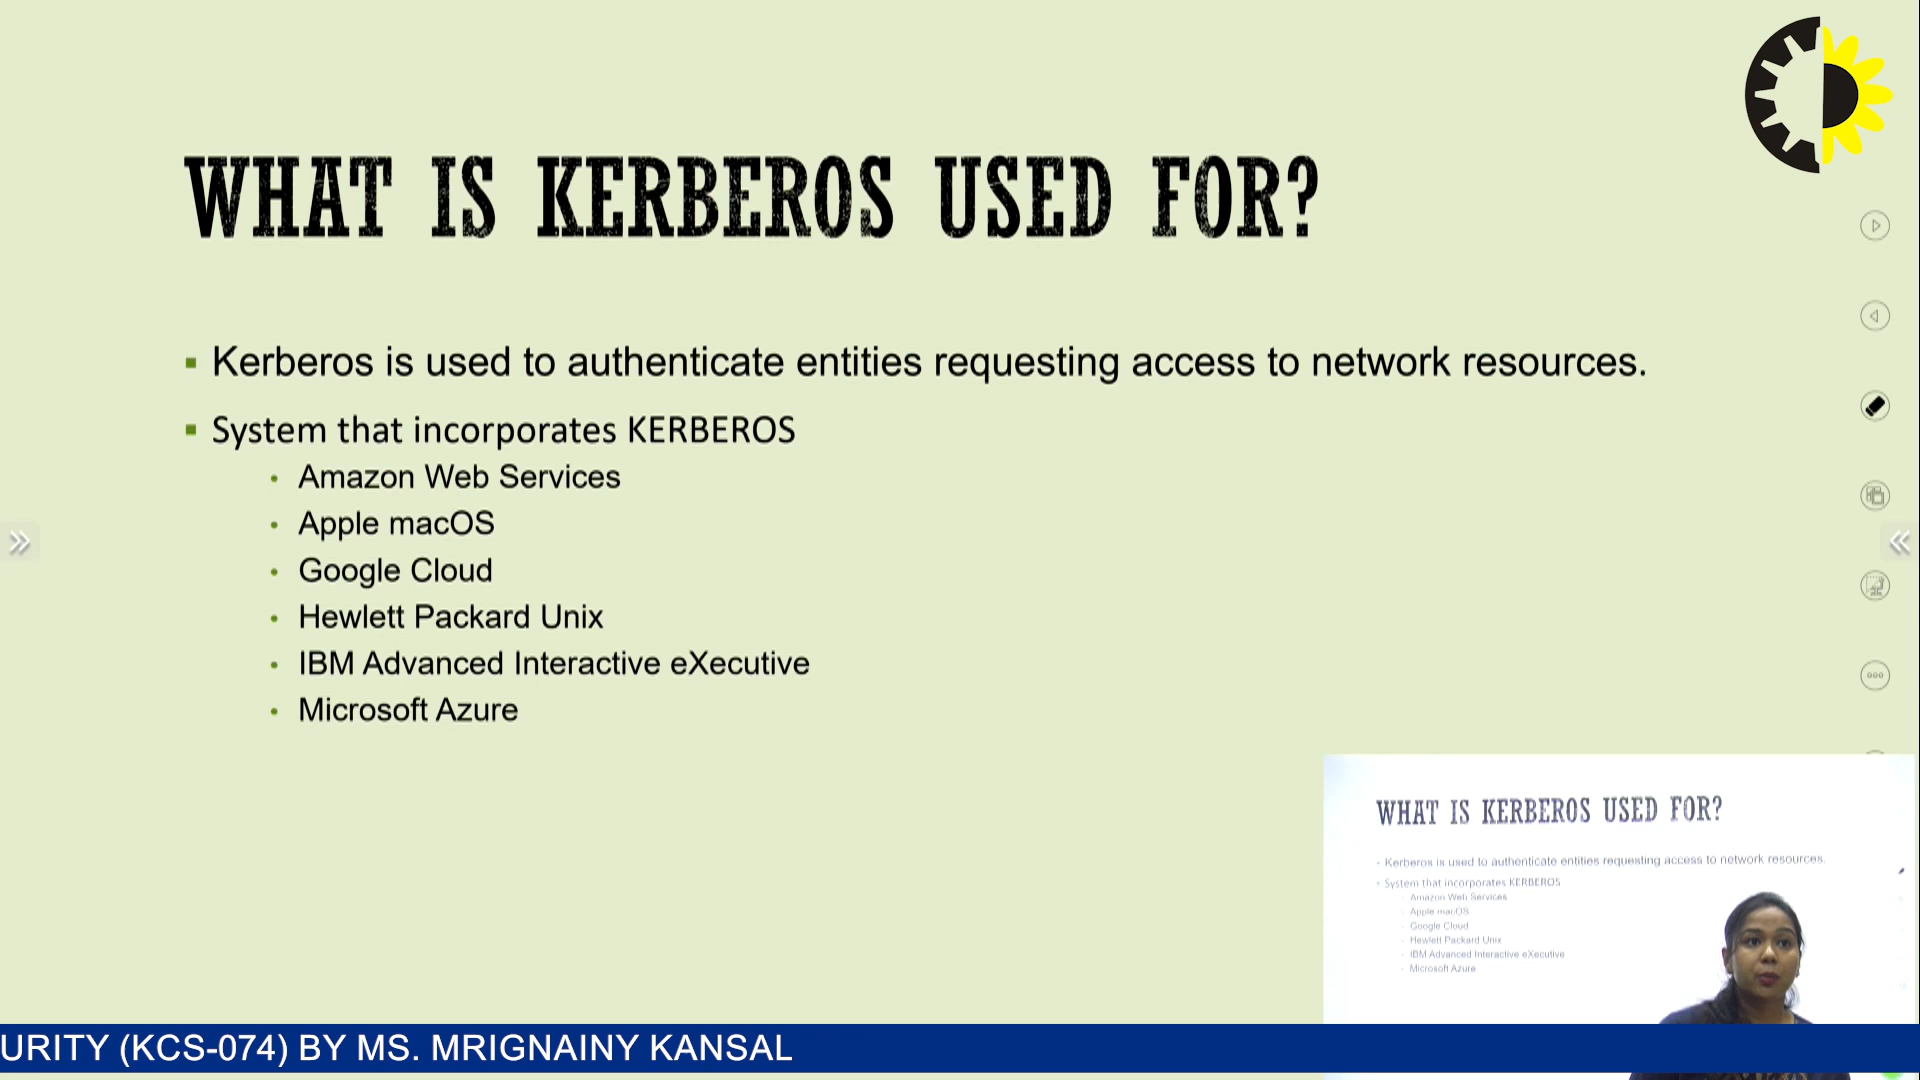 WHAT IS KERBEROS USED FOR?
Kerberos is used to authenticate entities requesting access to network resources.
System that incorporates KERBEROS
Amazon Web Services
Apple macOS
Google Cloud
Hewlett Packard Unix
IBM Advanced Interactive eXecutive
Microsoft Azure
WHAT IS KERBEROS USED FOR?
Kerberos is used to authenticate entities requesting access to network resources.
System that incorporates KERBEROS
Amazon Web Services
Apple macOS
Google Cloud
Hewlett Packard Unix
IBM Advanced Interactive eXecutive
Microsoft Azure
URITY (KCS-074) BY MS. MRIGNAINY KANSAL